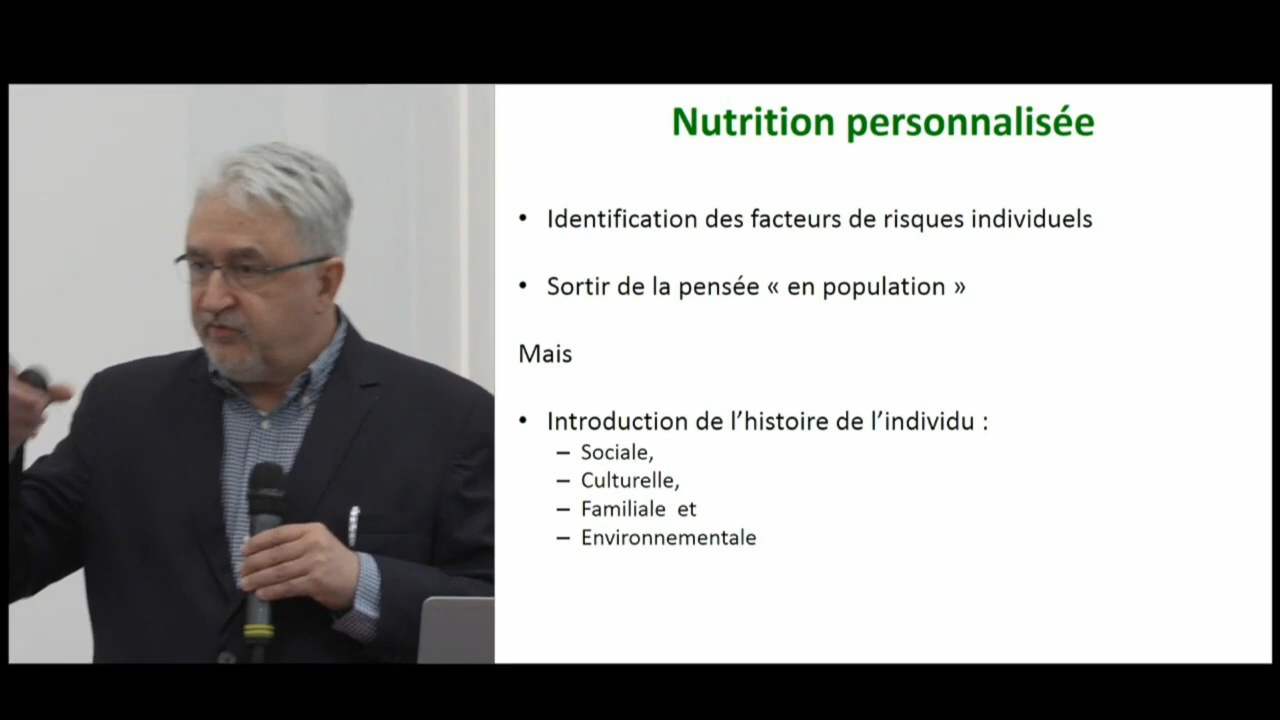 Nutrition personnalisée
• Identification des facteurs de risques individuels
• Sortir de la pensée « en population »
Mais
• Introduction de l’histoire de l’individu :
– Sociale,
– Culturelle,
– Familiale et
– Environnementale